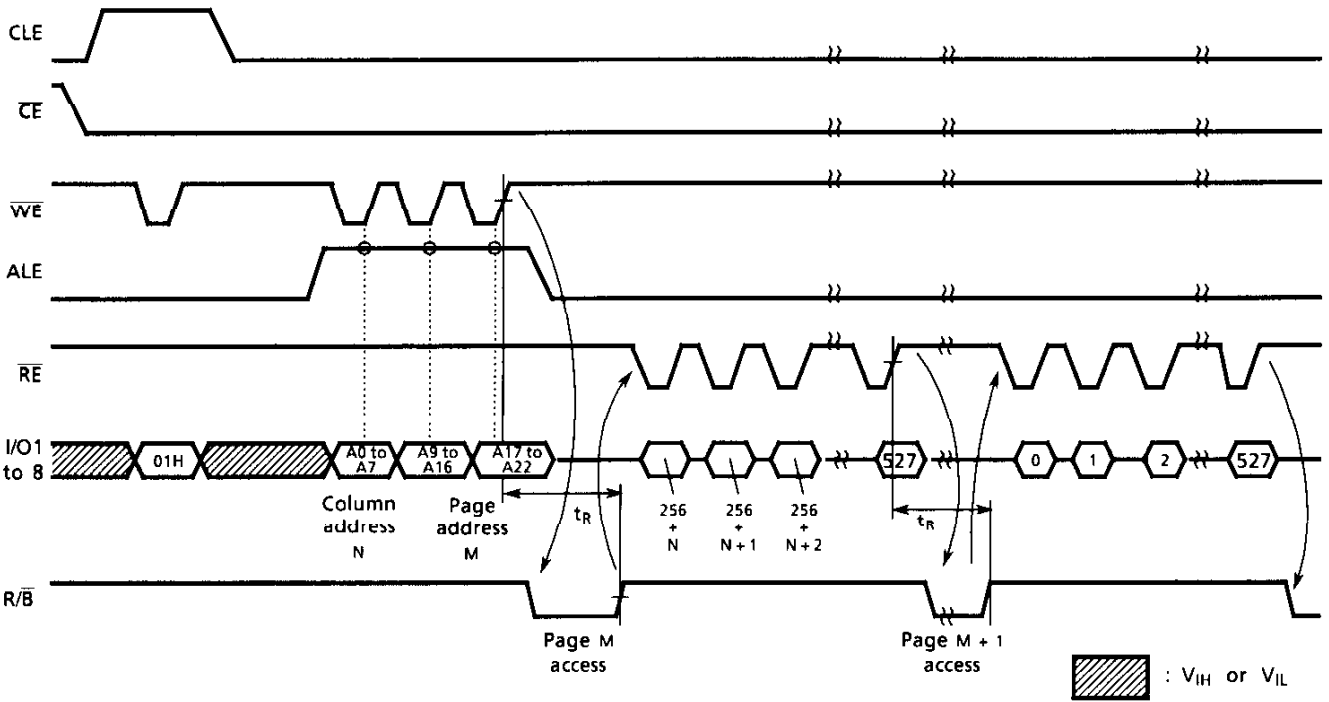 CLE
CE
WE
ALE
RE
I/O1 to 8
01H
A0 to A7
A9 to A16
A17 to A22
527
0
1
2
527
Column address N
Page address M
tR
256 + N
256 + N + 1
256 + N + 2
tR
R/B
Page M access
Page M + 1 access
: VIH or VIL